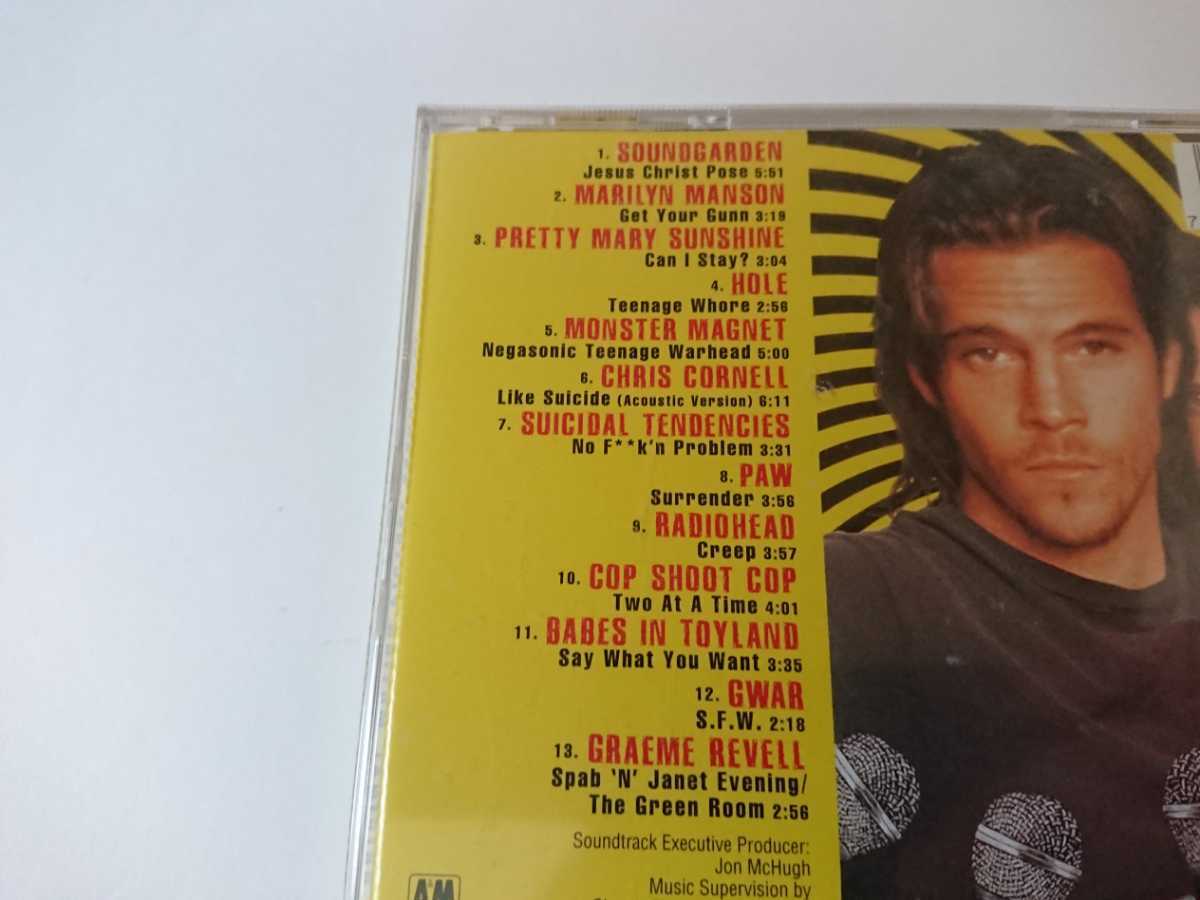 1. SOUNDGARDEN
Jesus Christ Pose 5:51
2. MARILYN MANSON
Get Your Gunn 3:19
3. PRETTY MARY SUNSHINE
Can I Stay? 3:04
4. HOLE
Teenage Whore 2:56
5. MONSTER MAGNET
Negasonic Teenage Warhead 5:00
6. CHRIS CORNELL
Like Suicide (Acoustic Version) 6:11
7. SUICIDAL TENDENCIES
No F**k'n Problem 3:31
8. PAW
Surrender 3:56
9. RADIOHEAD
Creep 3:57
10. COP SHOOT COP
Two At A Time 4:01
11. BABES IN TOYLAND
Say What You Want 3:35
12. GWAR
S.F.W. 2:18
13. GRAEME REVELL
Spab 'N' Janet Evening/
The Green Room 2:56
Soundtrack Executive Producer:
Jon McHugh
Music Supervision by
A&M
7